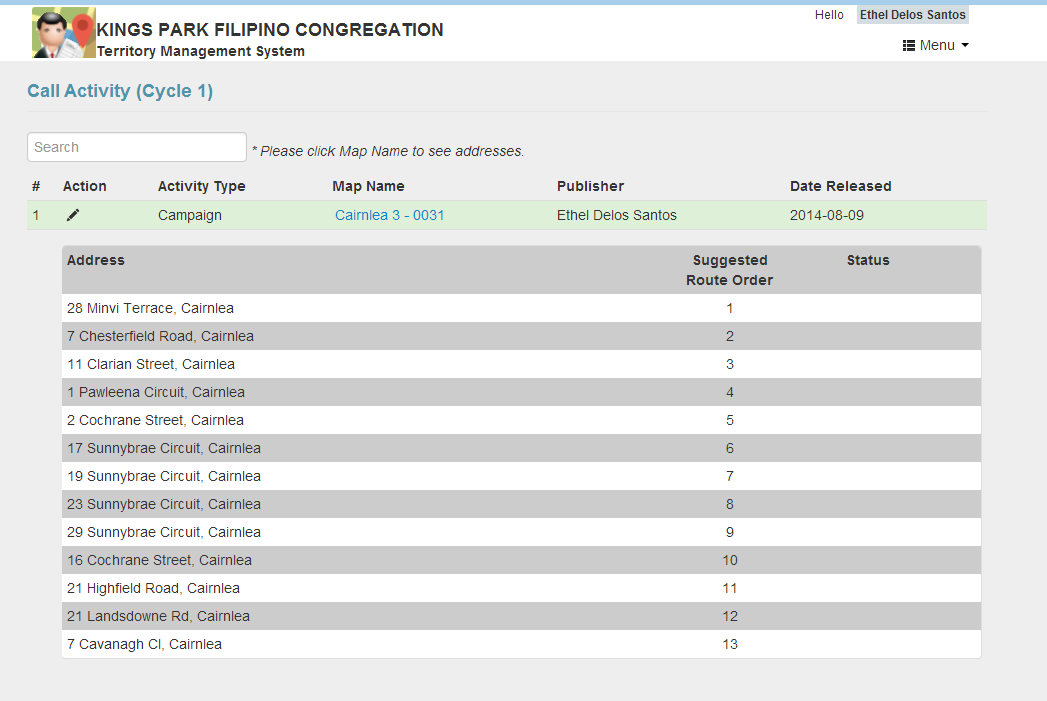 Hello Ethel Delos Santos
KINGS PARK FILIPINO CONGREGATION
Territory Management System
Menu
Call Activity (Cycle 1)
Search
* Please click Map Name to see addresses.
# Action Activity Type Map Name Publisher Date Released
1 Campaign Cairnlea 3 - 0031 Ethel Delos Santos 2014-08-09
Address Suggested Status
Route Order
28 Minvi Terrace, Cairnlea 1
7 Chesterfield Road, Cairnlea 2
11 Clarian Street, Cairnlea 3
1 Pawleena Circuit, Cairnlea 4
2 Cochrane Street, Cairnlea 5
17 Sunnybrae Circuit, Cairnlea 6
19 Sunnybrae Circuit, Cairnlea 7
23 Sunnybrae Circuit, Cairnlea 8
29 Sunnybrae Circuit, Cairnlea 9
16 Cochrane Street, Cairnlea 10
21 Highfield Road, Cairnlea 11
21 Landsdowne Rd, Cairnlea 12
7 Cavanagh Cl, Cairnlea 13